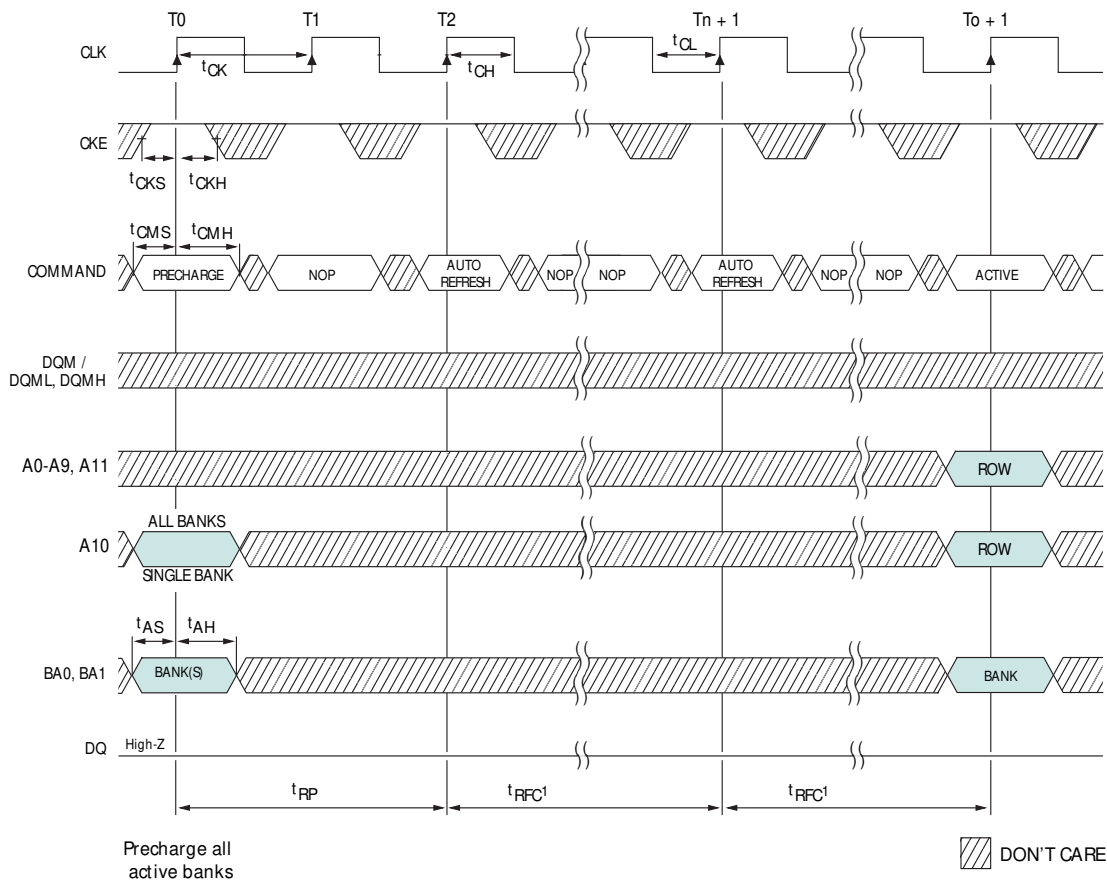 T0 T1 T2 Tn + 1 To + 1
CLK
tCK tCH tCL
CKE
tCKS tCKH
tCMS tCMH
COMMAND PRECHARGE NOP AUTO REFRESH NOP NOP AUTO REFRESH NOP NOP ACTIVE
DQM /
DQML, DQMH
A0-A9, A11 ROW
ALL BANKS
A10 ROW
SINGLE BANK
tAS tAH
BA0, BA1 BANK(S) BANK
DQ High-Z
tRP tRFC1 tRFC1
Precharge all
active banks
DON'T CARE